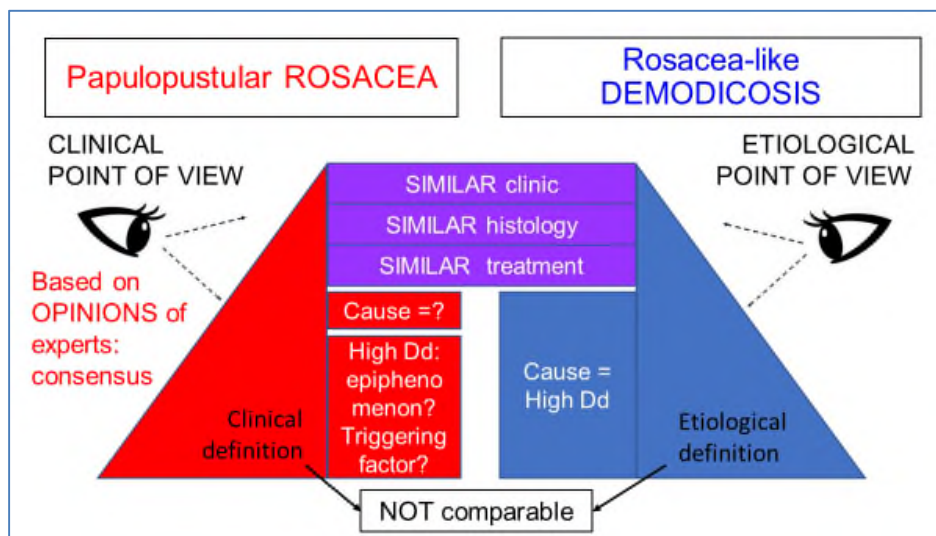 Papulopustular ROSACEA
Rosacea-like
DEMODICOSIS
CLINICAL
POINT OF VIEW
ETIOLOGICAL
POINT OF VIEW
SIMILAR clinic
SIMILAR histology
SIMILAR treatment
Based on
OPINIONS of
experts:
consensus
Cause =?
High Dd:
epipheno
menon?
Triggering
factor?
Cause =
High Dd
Clinical
definition
Etiological
definition
NOT comparable